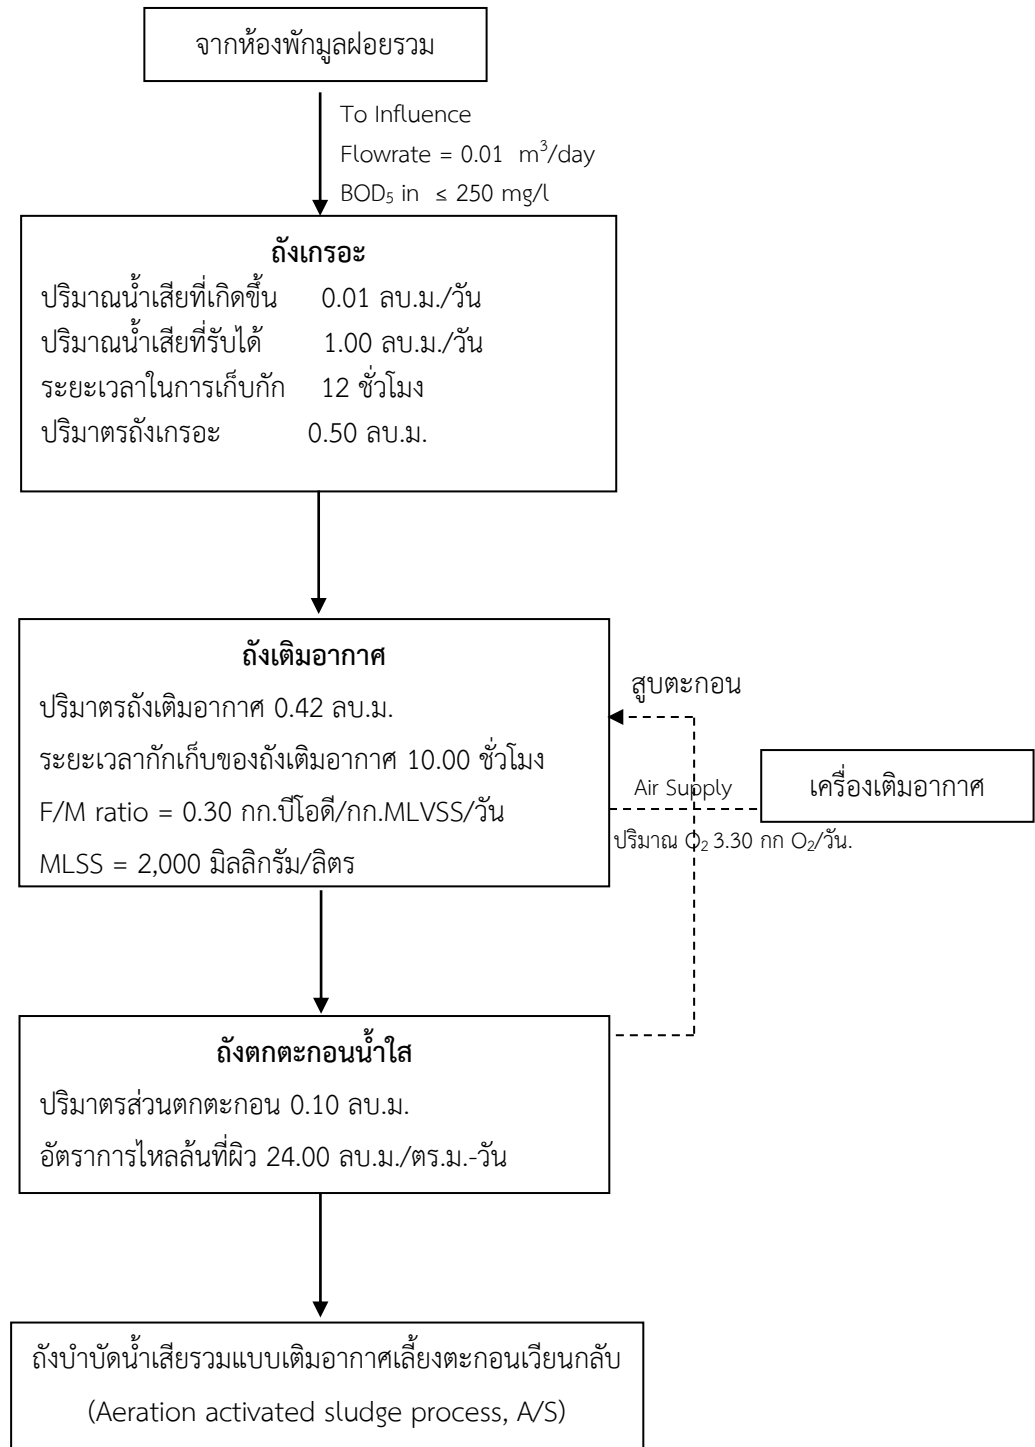 จากห้องพักมูลฝอยรวม
To Influence
Flowrate = 0.01 m³/day
BOD₅ in ≤ 250 mg/l
ถังเกรอะ
ปริมาณน้ำเสียที่เกิดขึ้น 0.01 ลบ.ม./วัน
ปริมาณน้ำเสียที่รับได้ 1.00 ลบ.ม./วัน
ระยะเวลาในการเก็บกัก 12 ชั่วโมง
ปริมาตรถังเกรอะ 0.50 ลบ.ม.
ถังเติมอากาศ
ปริมาตรถังเติมอากาศ 0.42 ลบ.ม.
ระยะเวลากักเก็บของถังเติมอากาศ 10.00 ชั่วโมง
F/M ratio = 0.30 กก.บีโอดี/กก.MLVSS/วัน
MLSS = 2,000 มิลลิกรัม/ลิตร
สูบตะกอน
Air Supply
เครื่องเติมอากาศ
ปริมาณ O₂ 3.30 กก O₂/วัน.
ถังตกตะกอนน้ำใส
ปริมาตรส่วนตกตะกอน 0.10 ลบ.ม.
อัตราการไหลล้นที่ผิว 24.00 ลบ.ม./ตร.ม.-วัน
ถังบำบัดน้ำเสียรวมแบบเติมอากาศเลี้ยงตะกอนเวียนกลับ
(Aeration activated sludge process, A/S)